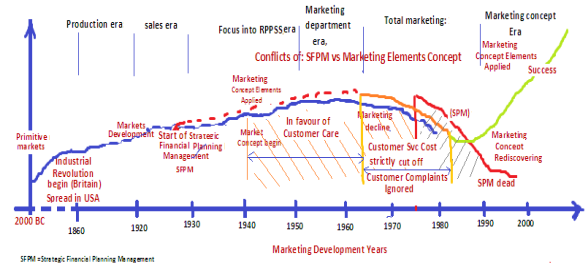 Production era
sales era
Focus into RPPSS era
Marketing
department
era,
Total marketing:
Marketing concept
Era
Conflicts of: SFPM vs Marketing Elements Concept
Marketing
Concept Elements
Applied
Success
Marketing
Concept Elements
Applied
Primitive
markets
Markets
Development
Start of Strategic
Financial Planning
Management
SFPM
Market
Concept begin
In favour of
Customer Care
Marketing
decline,
(SPM)
Customer Svc Cost
strictly cut off
Customer Complaints
Ignored
Marketing
Concept
Rediscovering
SPM dead
Industrial
Revolution
begin (Britain)
Spread in USA
2000 BC
1860
1920
1930
1940
1950
1960
1970
1980
1990
2000
Marketing Development Years
SFPM =Strategic Financial Planning Management